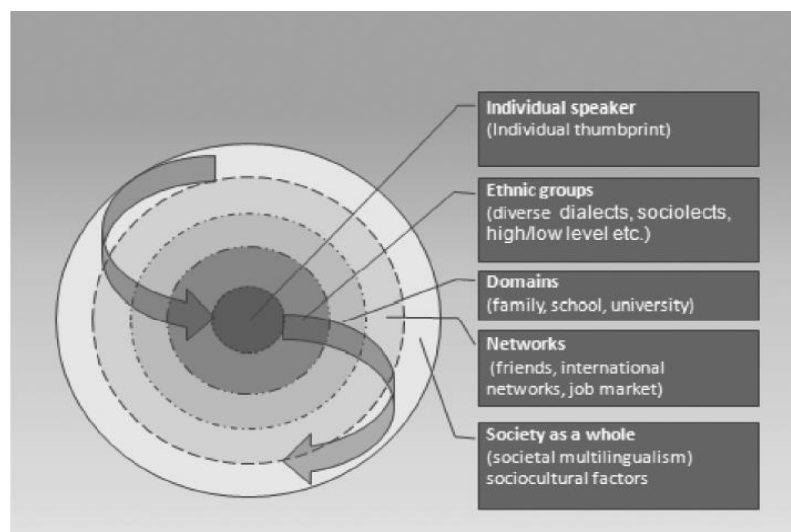 Individual speaker
(Individual thumbprint)
Ethnic groups
(diverse dialects, sociolects,
high/low level etc.)
Domains
(family, school, university)
Networks
(friends, international
networks, job market)
Society as a whole
(societal multilingualism)
sociocultural factors